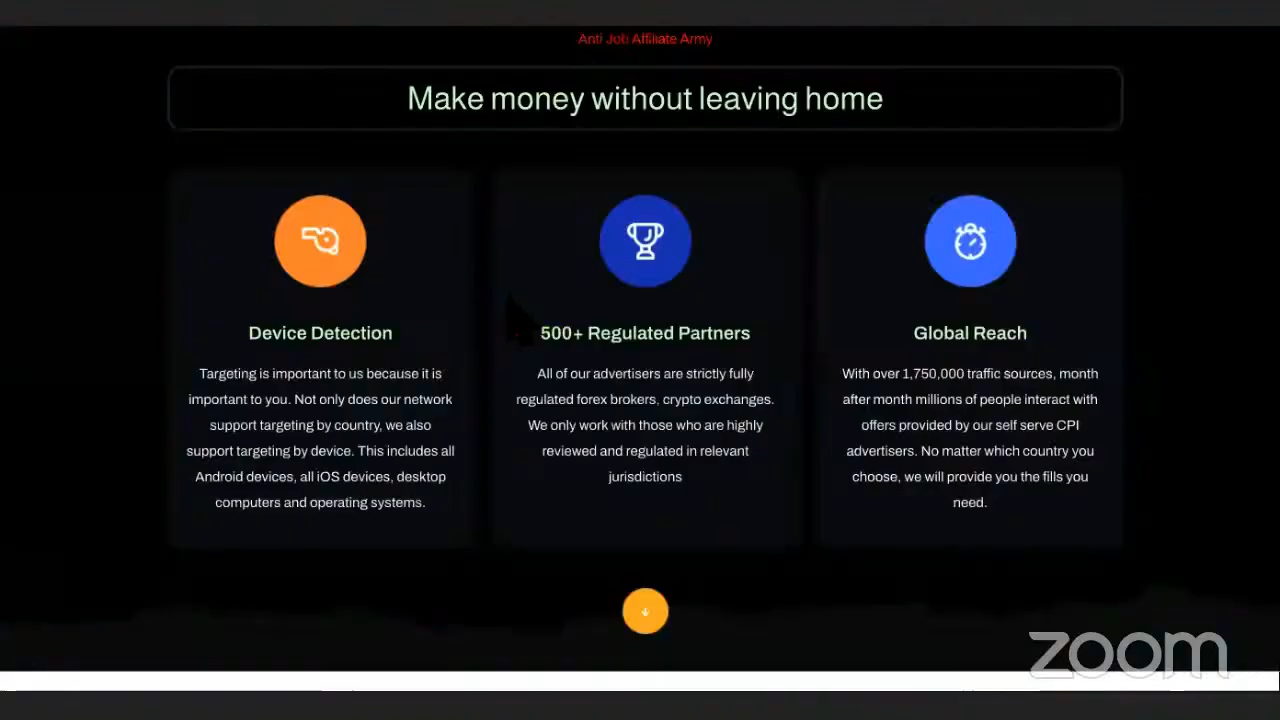 Anti Job Affiliate Army
Make money without leaving home
Device Detection
Targeting is important to us because it is
important to you. Not only does our network
support targeting by country, we also
support targeting by device. This includes all
Android devices, all iOS devices, desktop
computers and operating systems.
500+ Regulated Partners
All of our advertisers are strictly fully
regulated forex brokers, crypto exchanges.
We only work with those who are highly
reviewed and regulated in relevant
jurisdictions
Global Reach
With over 1,750,000 traffic sources, month
after month millions of people interact with
offers provided by our self serve CPI
advertisers. No matter which country you
choose, we will provide you the fills you
need.
zoom